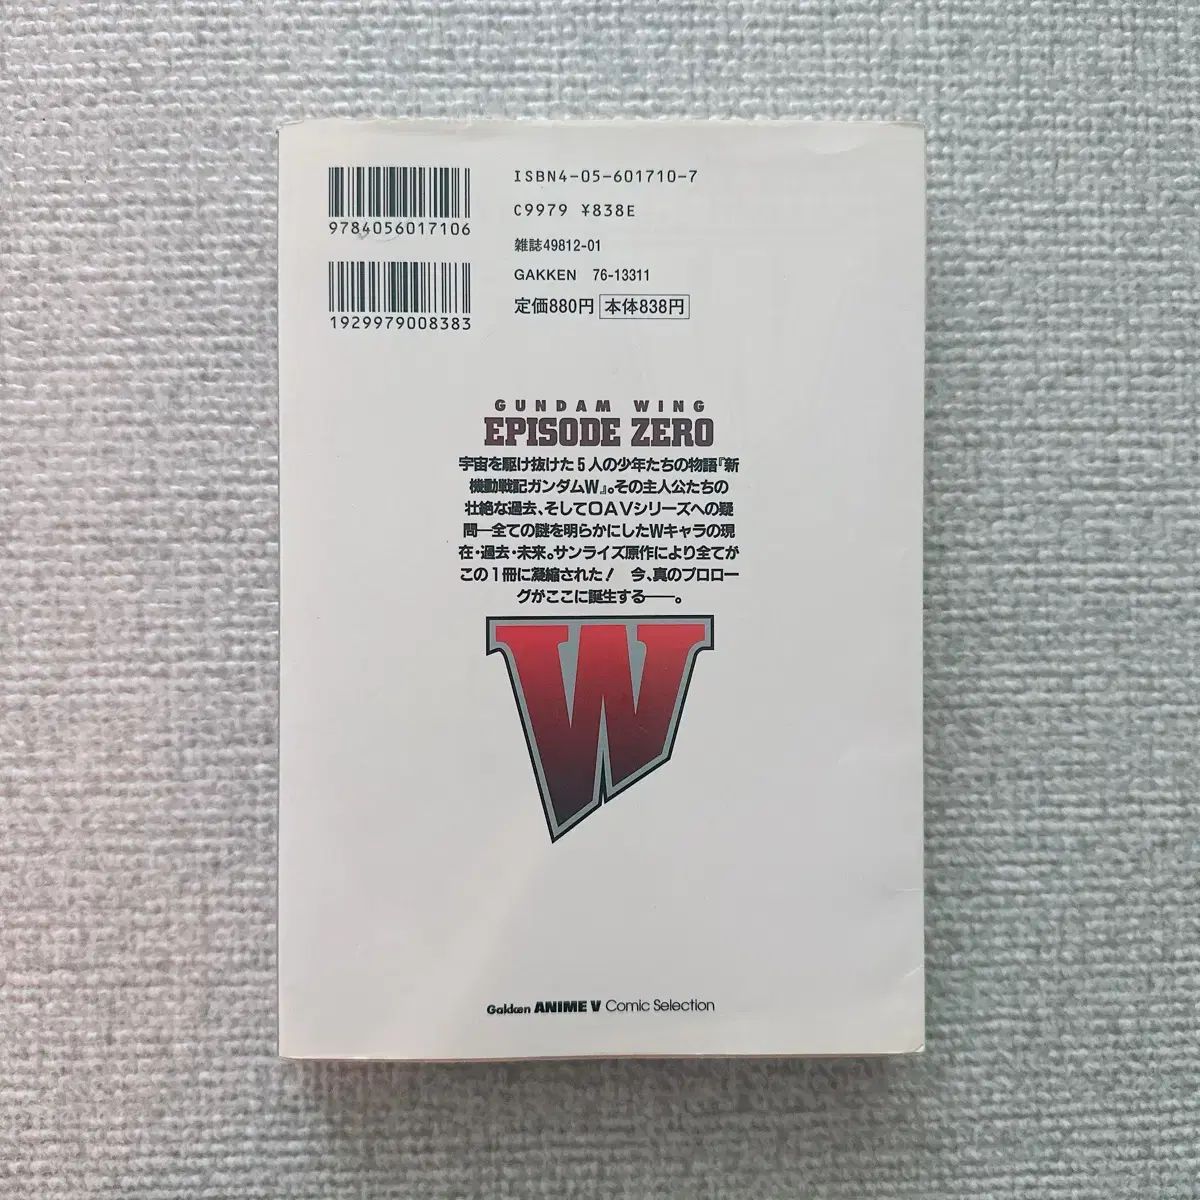 9784056017106
1929979008383
ISBN4-05-601710-7
C9979 ¥838E
雑誌49812-01
GAKKEN 76-13311
定価880円 本体838円
GUNDAM WING
EPISODE ZERO
宇宙を駆け抜けた5人の少年たちの物語『新
機動戦記ガンダムW』。その主人公たちの
壮絶な過去、そしてOAVシリーズへの疑
問―全ての謎を明らかにしたWキャラの現
在・過去・未来。サンライズ原作により全てが
この1冊に凝縮された! 今、真のプロロー
グがここに誕生する――。
W
Gakken ANIME V Comic Selection